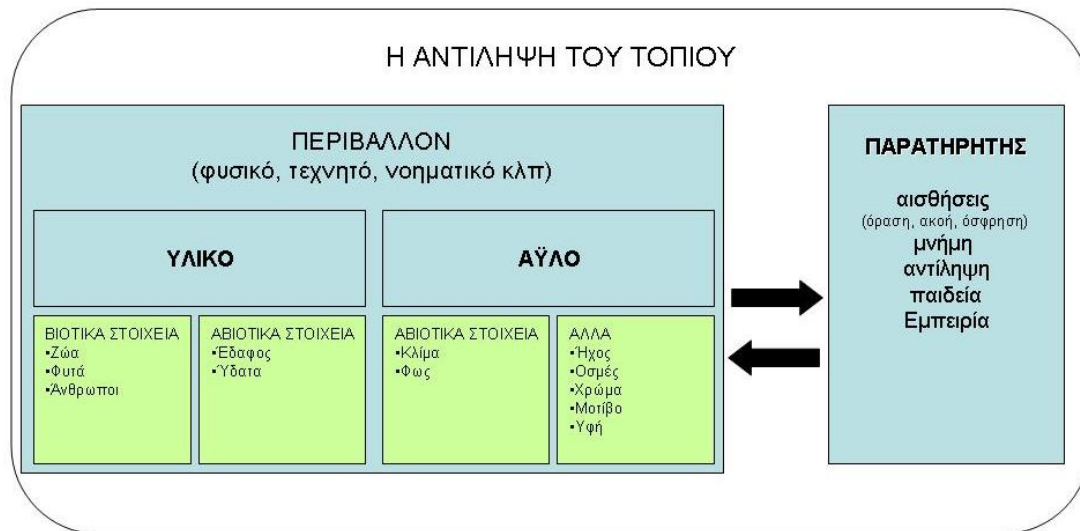 Η ΑΝΤΙΛΗΨΗ ΤΟΥ ΤΟΠΙΟΥ
ΠΕΡΙΒΑΛΛΟΝ
(φυσικό, τεχνητό, νοηματικό κλπ)
ΥΛΙΚΟ
ΑΫΛΟ
ΒΙΟΤΙΚΑ ΣΤΟΙΧΕΙΑ
▪Ζώα
▪Φυτά
▪Άνθρωποι
ΑΒΙΟΤΙΚΑ ΣΤΟΙΧΕΙΑ
▪Έδαφος
▪Ύδατα
ΑΒΙΟΤΙΚΑ ΣΤΟΙΧΕΙΑ
▪Κλίμα
▪Φως
ΑΛΛΑ
▪Ήχος
▪Οσμές
▪Χρώμα
▪Μοτίβο
▪Υφή
ΠΑΡΑΤΗΡΗΤΗΣ
αισθήσεις
(όραση, ακοή, όσφρηση)
μνήμη
αντίληψη
παιδεία
Εμπειρία